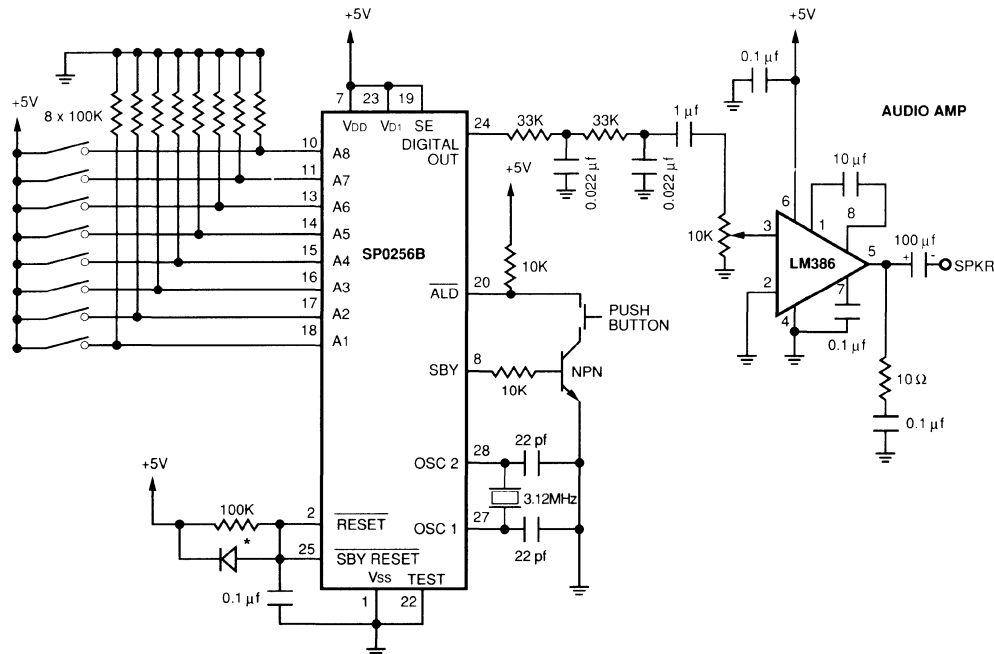 +5V
+5V
8 x 100K
7
23
19
VDD
VD1
SE
DIGITAL
OUT
24
33K
33K
1 µf
0.022 µf
0.022 µf
+5V
0.1 µf
AUDIO AMP
10 µf
6
1
8
3
10K
LM386
5
100 µf
+
-
SPKR
2
7
4
0.1 µf
10 Ω
0.1 µf
+5V
10K
10
A8
11
A7
13
A6
14
A5
SP0256B
15
A4
16
A3
17
A2
18
A1
ALD
20
PUSH
BUTTON
SBY
8
10K
NPN
OSC 2
28
22 pf
3.12MHz
OSC 1
27
22 pf
+5V
100K
2
RESET
*
25
SBY RESET
0.1 µf
VSS
TEST
1
22